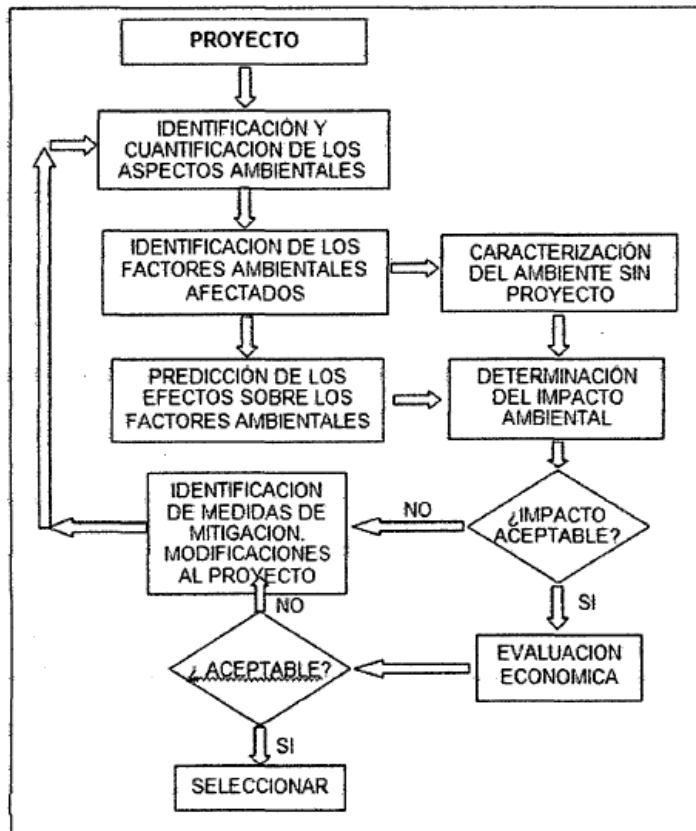 PROYECTO
IDENTIFICACIÓN Y
CUANTIFICACION DE LOS
ASPECTOS AMBIENTALES
IDENTIFICACION DE LOS
FACTORES AMBIENTALES
AFECTADOS
CARACTERIZACIÓN
DEL AMBIENTE SIN
PROYECTO
PREDICCIÓN DE LOS
EFECTOS SOBRE LOS
FACTORES AMBIENTALES
DETERMINACIÓN
DEL IMPACTO
AMBIENTAL
IDENTIFICACION
DE MEDIDAS DE
MITIGACION.
MODIFICACIONES
AL PROYECTO
NO
¿IMPACTO
ACEPTABLE?
SI
NO
¿ ACEPTABLE?
EVALUACION
ECONOMICA
SI
SELECCIONAR